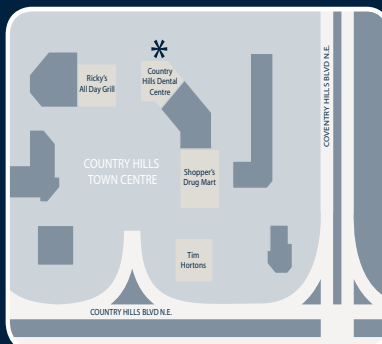 *
Ricky's
All Day Grill
Country
Hills Dental
Centre
COUNTRY HILLS
TOWN CENTRE
Shopper's
Drug Mart
Tim
Hortons
COVENTRY HILLS BLVD N.E.
COUNTRY HILLS BLVD N.E.